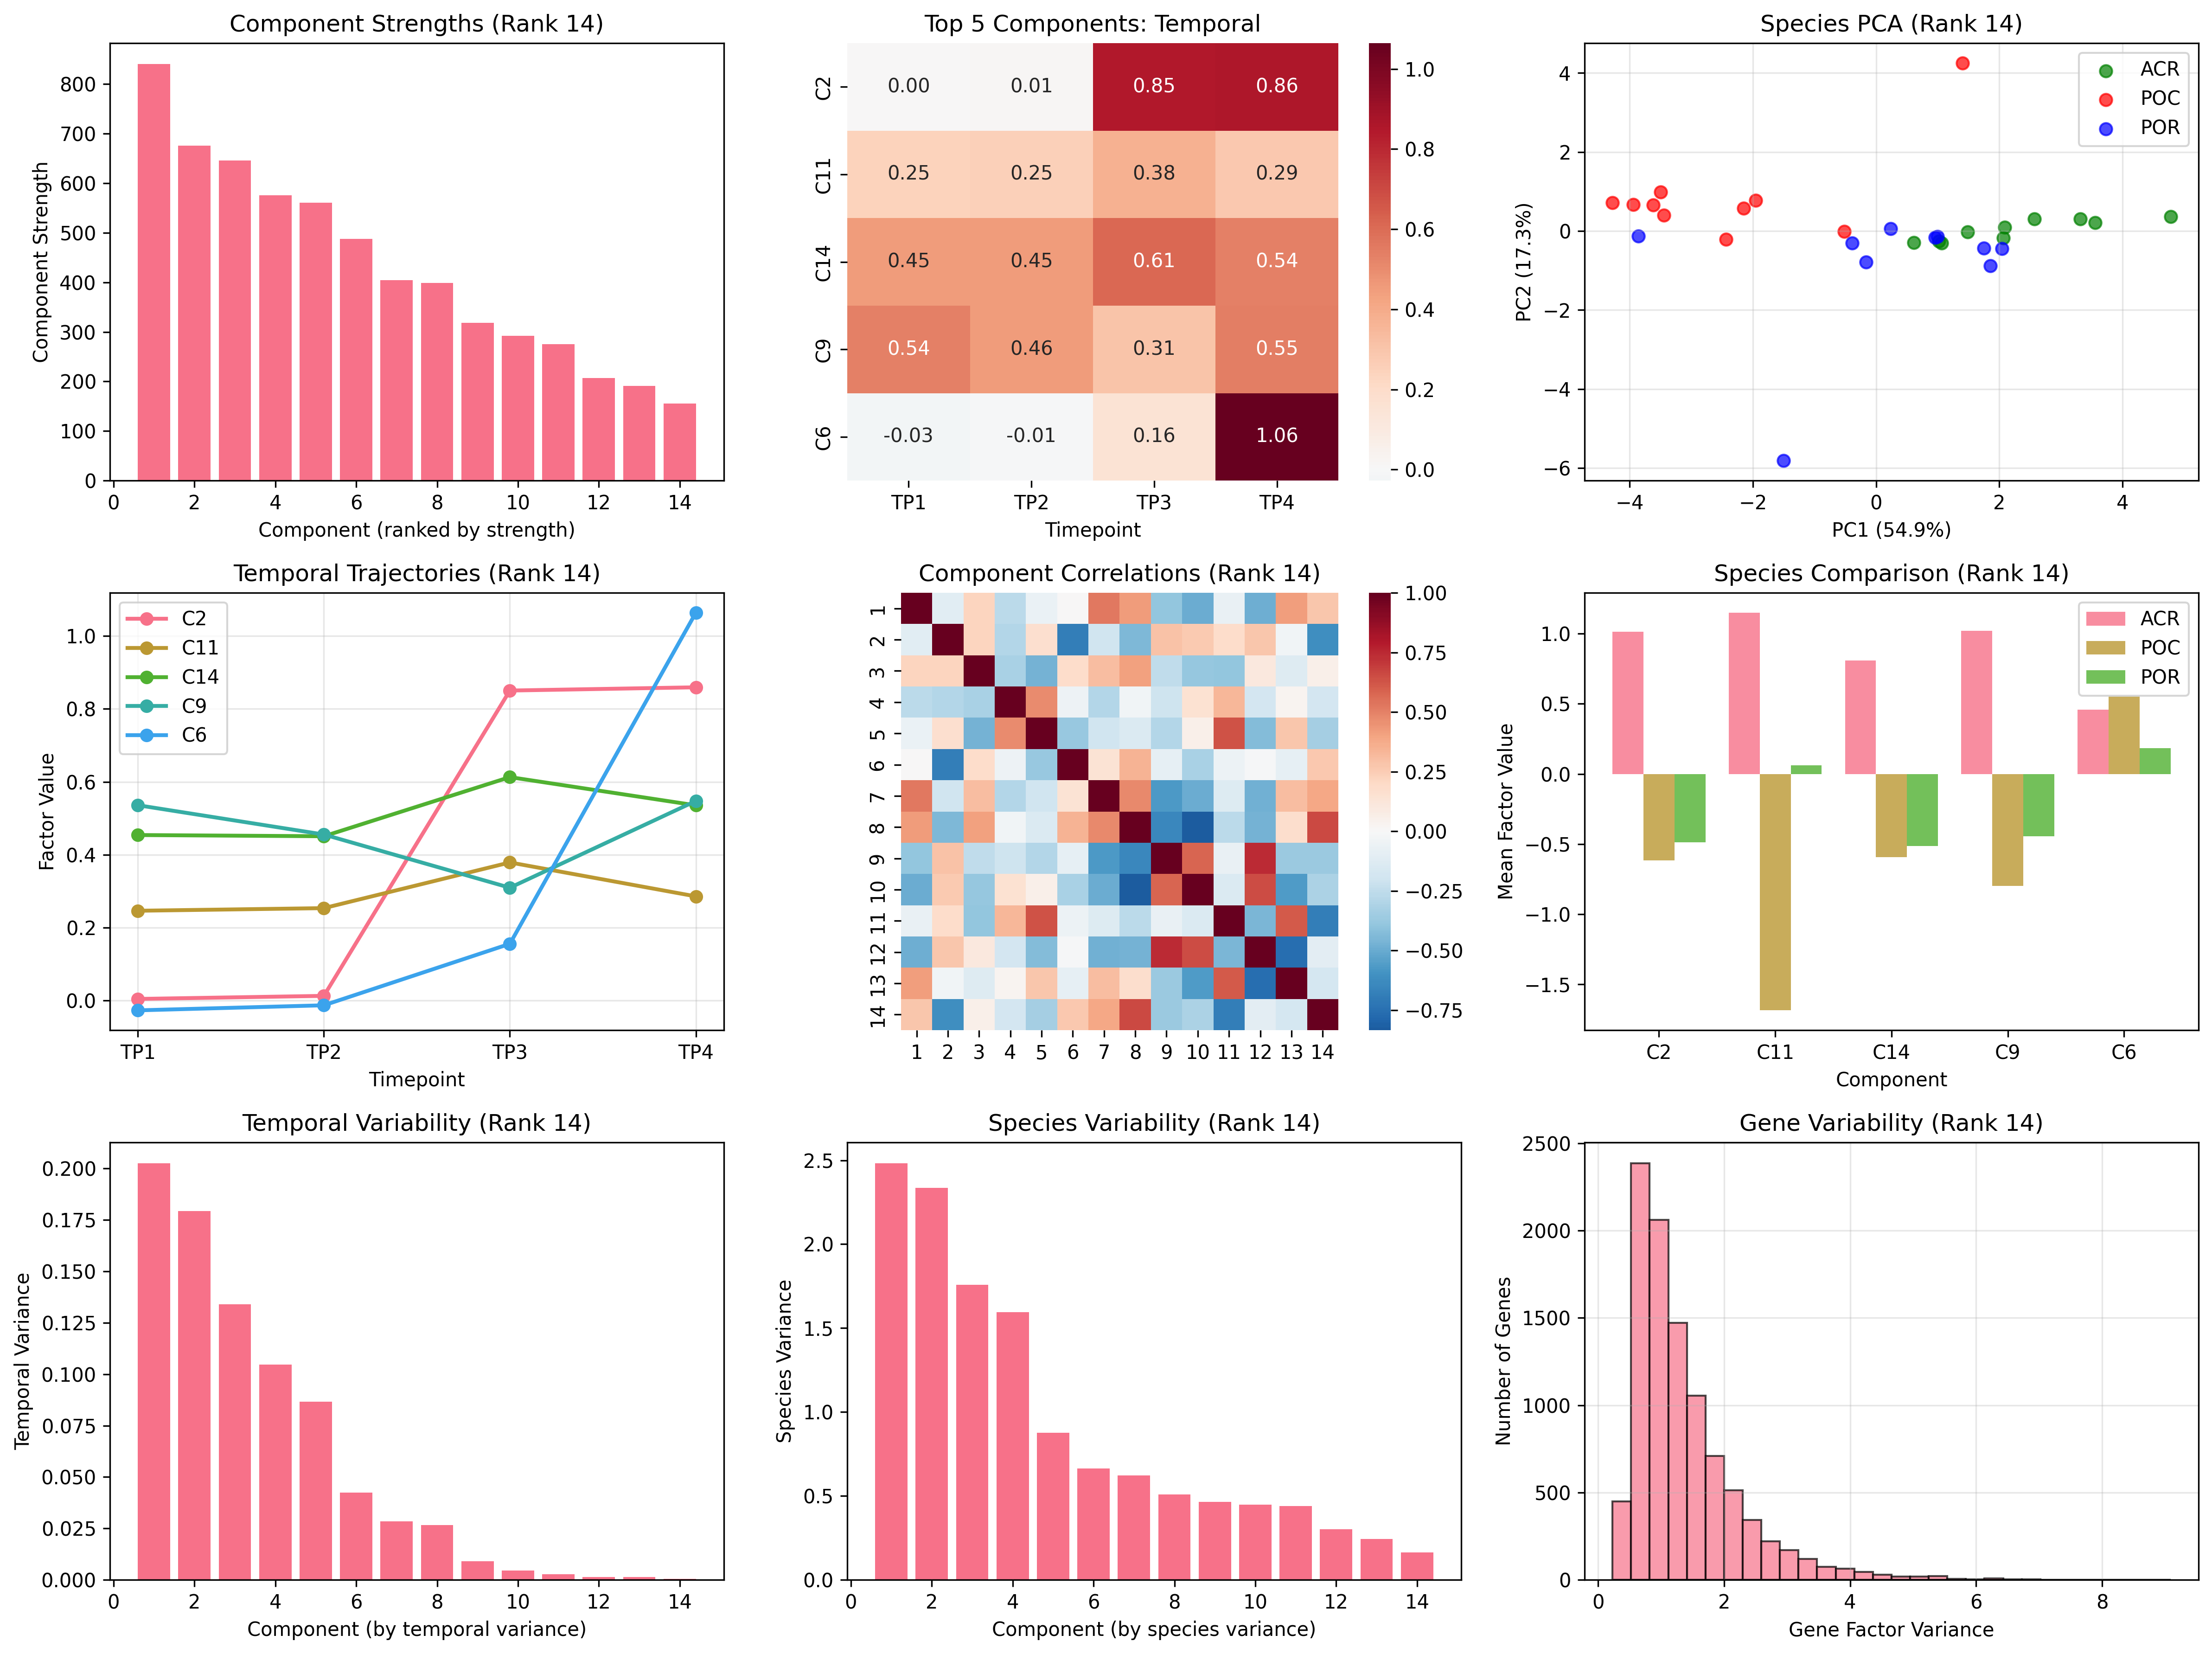 Component Strengths (Rank 14)
Component Strength
800
700
600
500
400
300
200
100
0
0 2 4 6 8 10 12 14
Component (ranked by strength)
Top 5 Components: Temporal
C2 0.00 0.01 0.85 0.86
C11 0.25 0.25 0.38 0.29
C14 0.45 0.45 0.61 0.54
C9 0.54 0.46 0.31 0.55
C6 -0.03 -0.01 0.16 1.06
TP1 TP2 TP3 TP4
Timepoint
1.0
0.8
0.6
0.4
0.2
0.0
Species PCA (Rank 14)
ACR
POC
POR
PC2 (17.3%)
4
2
0
−2
−4
−6
−4 −2 0 2 4
PC1 (54.9%)
Temporal Trajectories (Rank 14)
C2
C11
C14
C9
C6
Factor Value
1.0
0.8
0.6
0.4
0.2
0.0
TP1 TP2 TP3 TP4
Timepoint
Component Correlations (Rank 14)
1
2
3
4
5
6
7
8
9
10
11
12
13
14
1 2 3 4 5 6 7 8 9 10 11 12 13 14
1.00
0.75
0.50
0.25
0.00
−0.25
−0.50
−0.75
Species Comparison (Rank 14)
ACR
POC
POR
Mean Factor Value
1.0
0.5
0.0
−0.5
−1.0
−1.5
C2 C11 C14 C9 C6
Component
Temporal Variability (Rank 14)
Temporal Variance
0.200
0.175
0.150
0.125
0.100
0.075
0.050
0.025
0.000
0 2 4 6 8 10 12 14
Component (by temporal variance)
Species Variability (Rank 14)
Species Variance
2.5
2.0
1.5
1.0
0.5
0.0
0 2 4 6 8 10 12 14
Component (by species variance)
Gene Variability (Rank 14)
Number of Genes
2500
2000
1500
1000
500
0
0 2 4 6 8
Gene Factor Variance